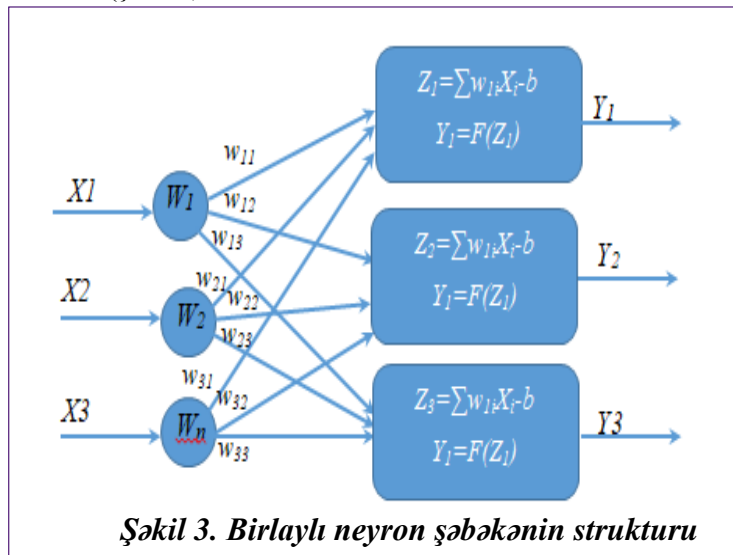 Z₁=∑w₁ᵢXᵢ-b
Y₁=F(Z₁)
Y₁
w₁₁
X1
W₁
w₁₂
w₁₃
Z₂=∑w₁ᵢXᵢ-b
Y₁=F(Z₁)
Y₂
X2
W₂
w₂₁
w₂₂
w₂₃
X3
Wₙ
w₃₁
w₃₂
w₃₃
Z₃=∑w₁ᵢXᵢ-b
Y₁=F(Z₁)
Y3
Şəkil 3. Birlaylı neyron şəbəkənin strukturu